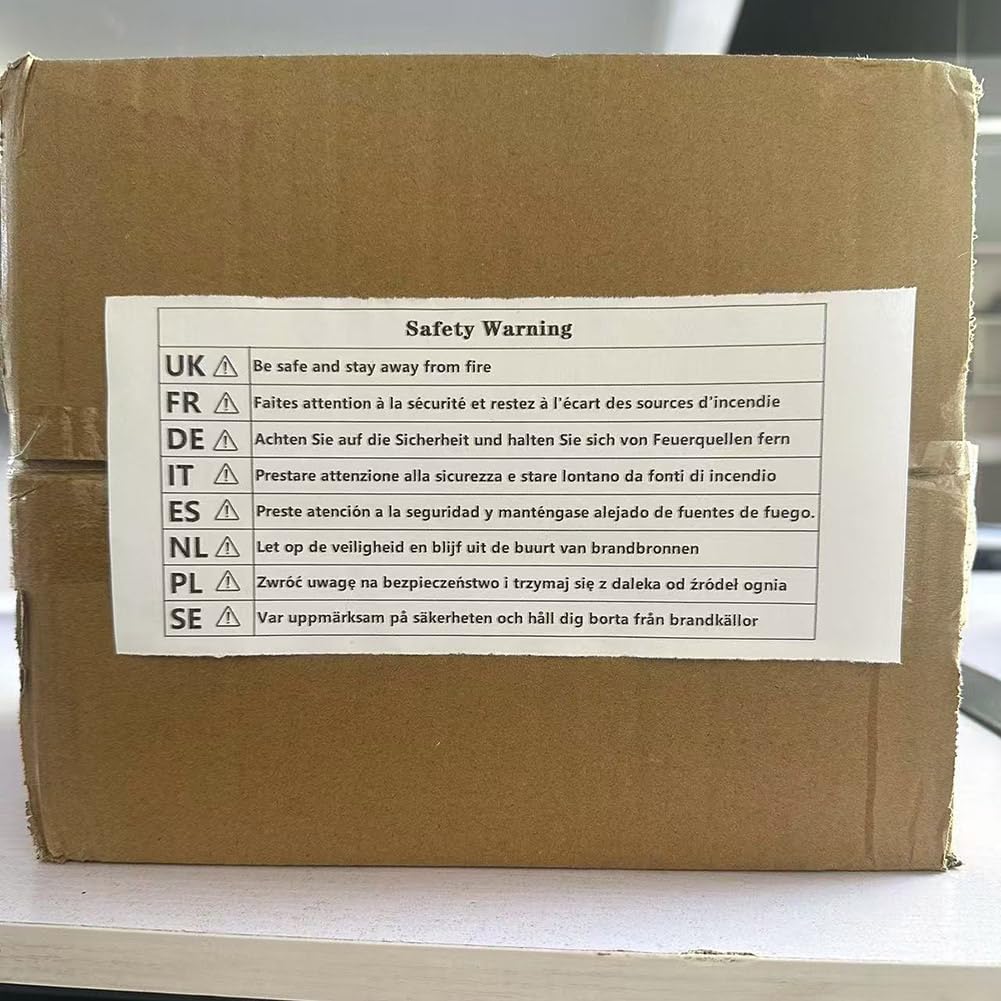 Safety Warning
UK ⚠ Be safe and stay away from fire
FR ⚠ Faites attention à la sécurité et restez à l'écart des sources d'incendie
DE ⚠ Achten Sie auf die Sicherheit und halten Sie sich von Feuerquellen fern
IT ⚠ Prestare attenzione alla sicurezza e stare lontano da fonti di incendio
ES ⚠ Preste atención a la seguridad y manténgase alejado de fuentes de fuego.
NL ⚠ Let op de veiligheid en blijf uit de buurt van brandbronnen
PL ⚠ Zwróć uwagę na bezpieczeństwo i trzymaj się z daleka od źródeł ognia
SE ⚠ Var uppmärksam på säkerheten och håll dig borta från brandkällor